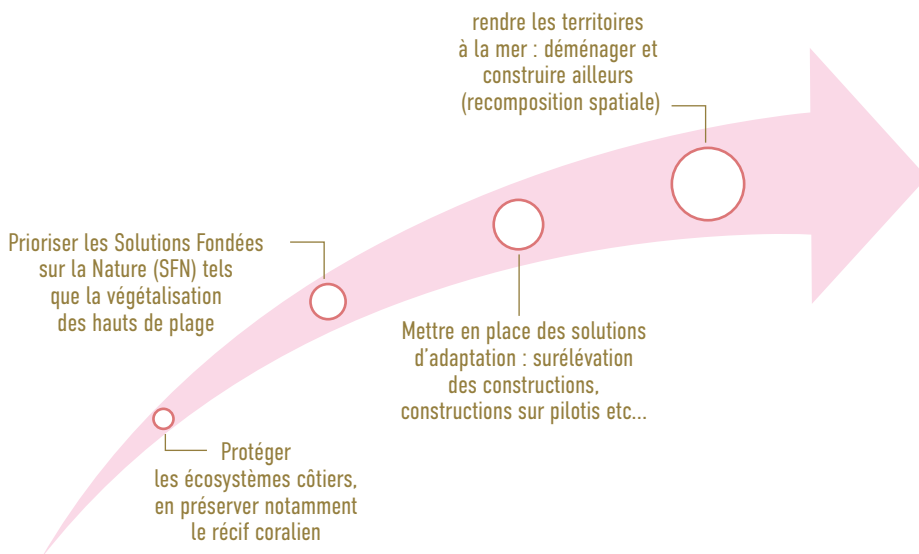 rendre les territoires
à la mer : déménager et
construire ailleurs
(recomposition spatiale)
Prioriser les Solutions Fondées
sur la Nature (SFN) tels
que la végétalisation
des hauts de plage
Mettre en place des solutions
d'adaptation : surélévation
des constructions,
constructions sur pilotis etc...
Protéger
les écosystèmes côtiers,
en préserver notamment
le récif coralien